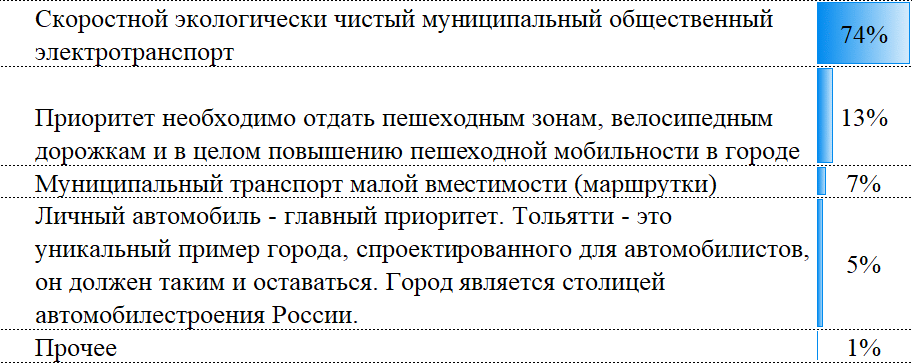 Скоростной экологически чистый муниципальный общественный
электротранспорт
74%
Приоритет необходимо отдать пешеходным зонам, велосипедным
дорожкам и в целом повышению пешеходной мобильности в городе
13%
Муниципальный транспорт малой вместимости (маршрутки)
7%
Личный автомобиль - главный приоритет. Тольятти - это
уникальный пример города, спроектированного для автомобилистов,
он должен таким и оставаться. Город является столицей
автомобилестроения России.
5%
Прочее
1%